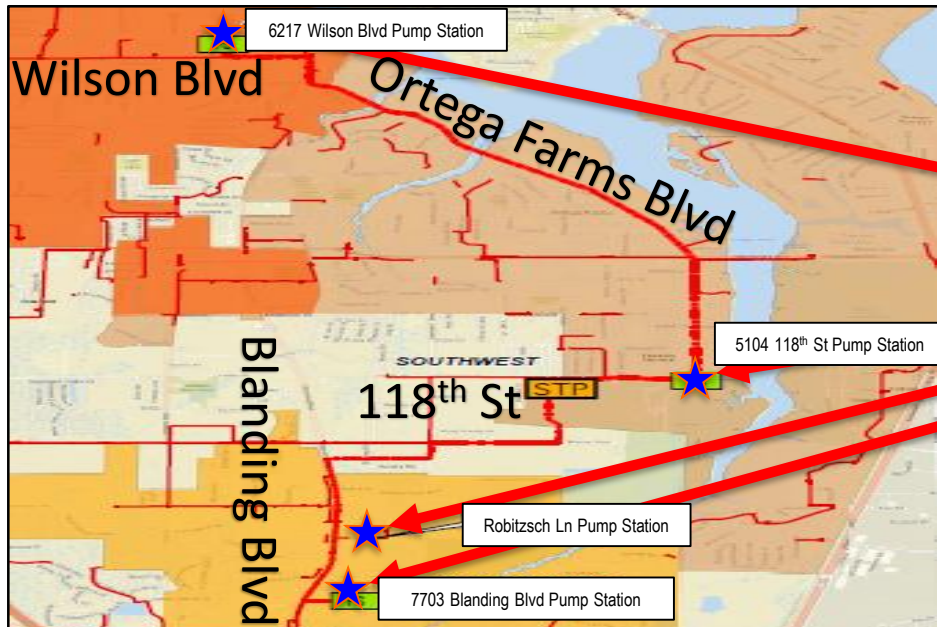 6217 Wilson Blvd Pump Station
Wilson Blvd
Ortega Farms Blvd
5104 118th St Pump Station
SOUTHWEST
STP
118th St
Blanding Blvd
Robitzsch Ln Pump Station
7703 Blanding Blvd Pump Station